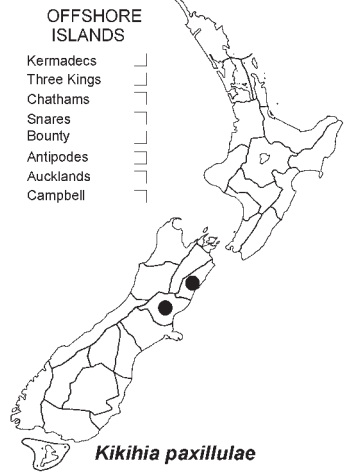 OFFSHORE
ISLANDS
Kermadecs
Three Kings
Chathams
Snares
Bounty
Antipodes
Aucklands
Campbell
Kikihia paxillulae